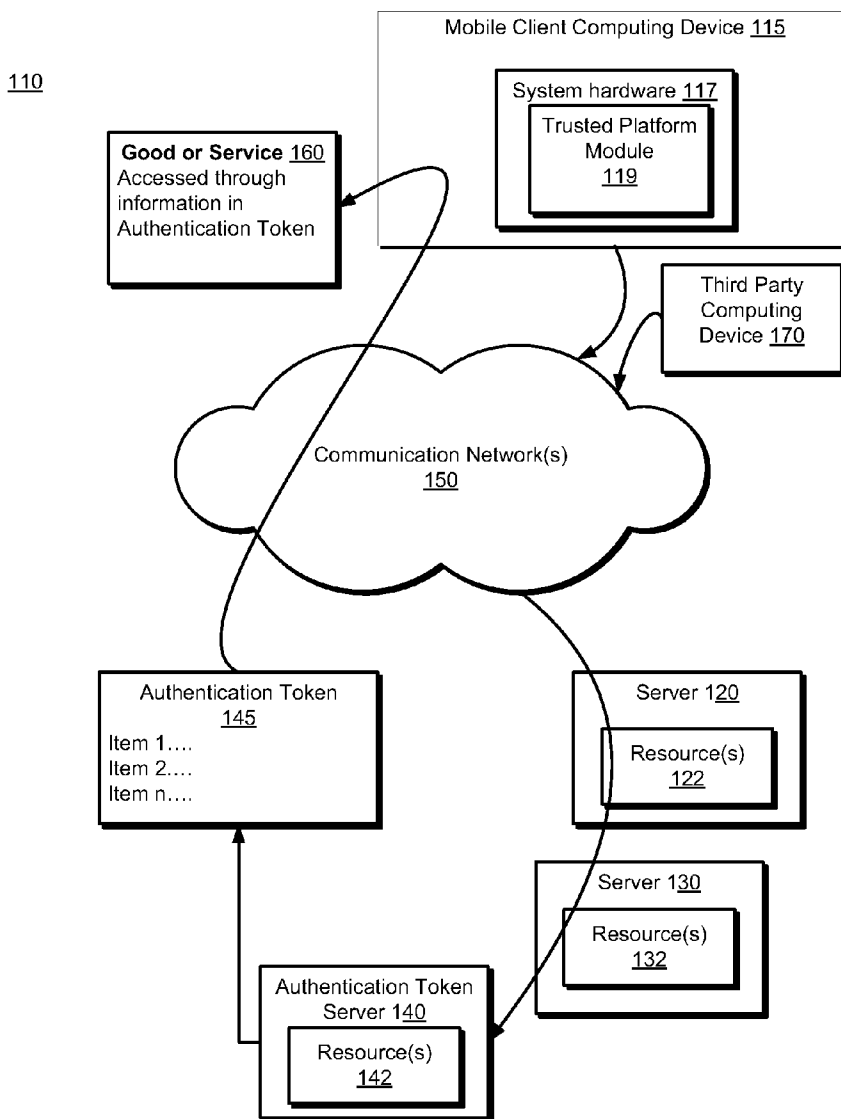 110
Mobile Client Computing Device 115
System hardware 117
Trusted Platform
Module
119
Good or Service 160
Accessed through
information in
Authentication Token
Third Party
Computing
Device 170
Communication Network(s)
150
Authentication Token
145
Item 1....
Item 2....
Item n....
Server 120
Resource(s)
122
Server 130
Resource(s)
132
Authentication Token
Server 140
Resource(s)
142